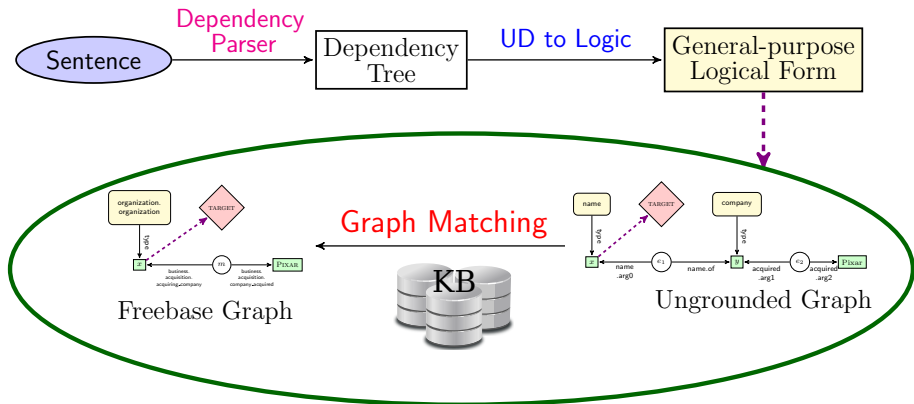 Dependency
Parser
Sentence
Dependency
Tree
UD to Logic
General-purpose
Logical Form
organization.
organization
TARGET
type
x
m
PIXAR
business
acquisition
acquiring_company
business
acquisition
company_acquired
Freebase Graph
Graph Matching
KB
name
TARGET
company
type
type
x
e1
y
e2
Pixar
name
.arg0
name.of
acquired
.arg1
acquired
.arg2
Ungrounded Graph